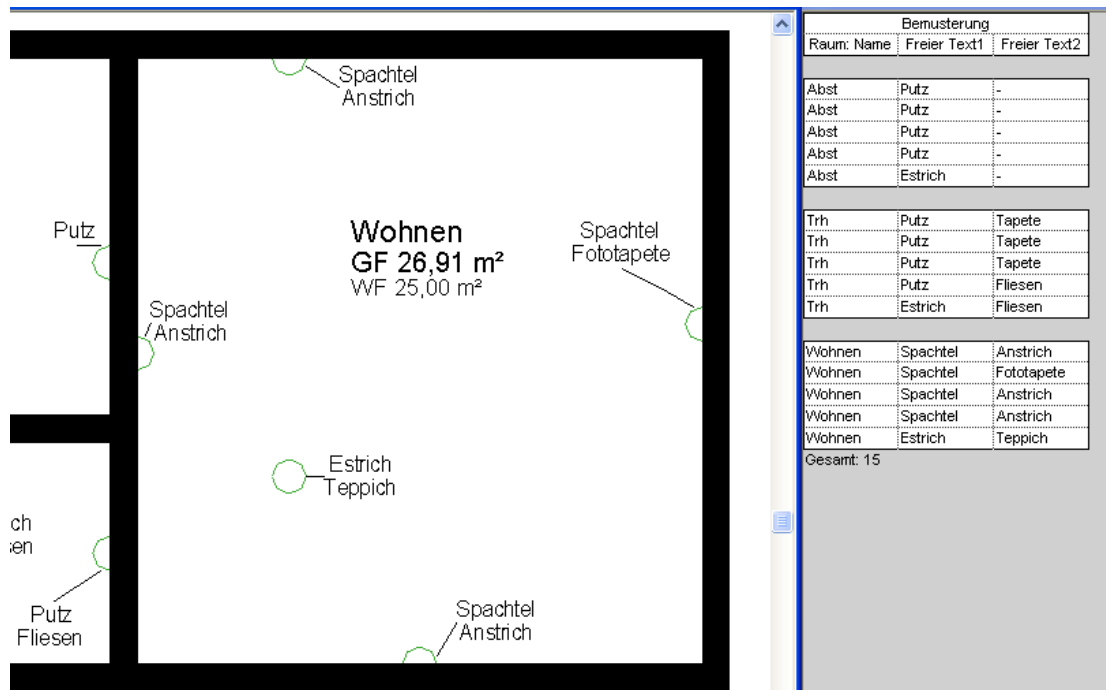 Spachtel
Anstrich
Putz
Wohnen
GF 26,91 m²
WF 25,00 m²
Spachtel
Fototapete
Spachtel
Anstrich
Estrich
Teppich
ch
en
Putz
Fliesen
Spachtel
Anstrich
Bemusterung
Raum: Name Freier Text1 Freier Text2
Abst Putz -
Abst Putz -
Abst Putz -
Abst Putz -
Abst Estrich -
Trh Putz Tapete
Trh Putz Tapete
Trh Putz Tapete
Trh Putz Fliesen
Trh Estrich Fliesen
Wohnen Spachtel Anstrich
Wohnen Spachtel Fototapete
Wohnen Spachtel Anstrich
Wohnen Spachtel Anstrich
Wohnen Estrich Teppich
Gesamt: 15